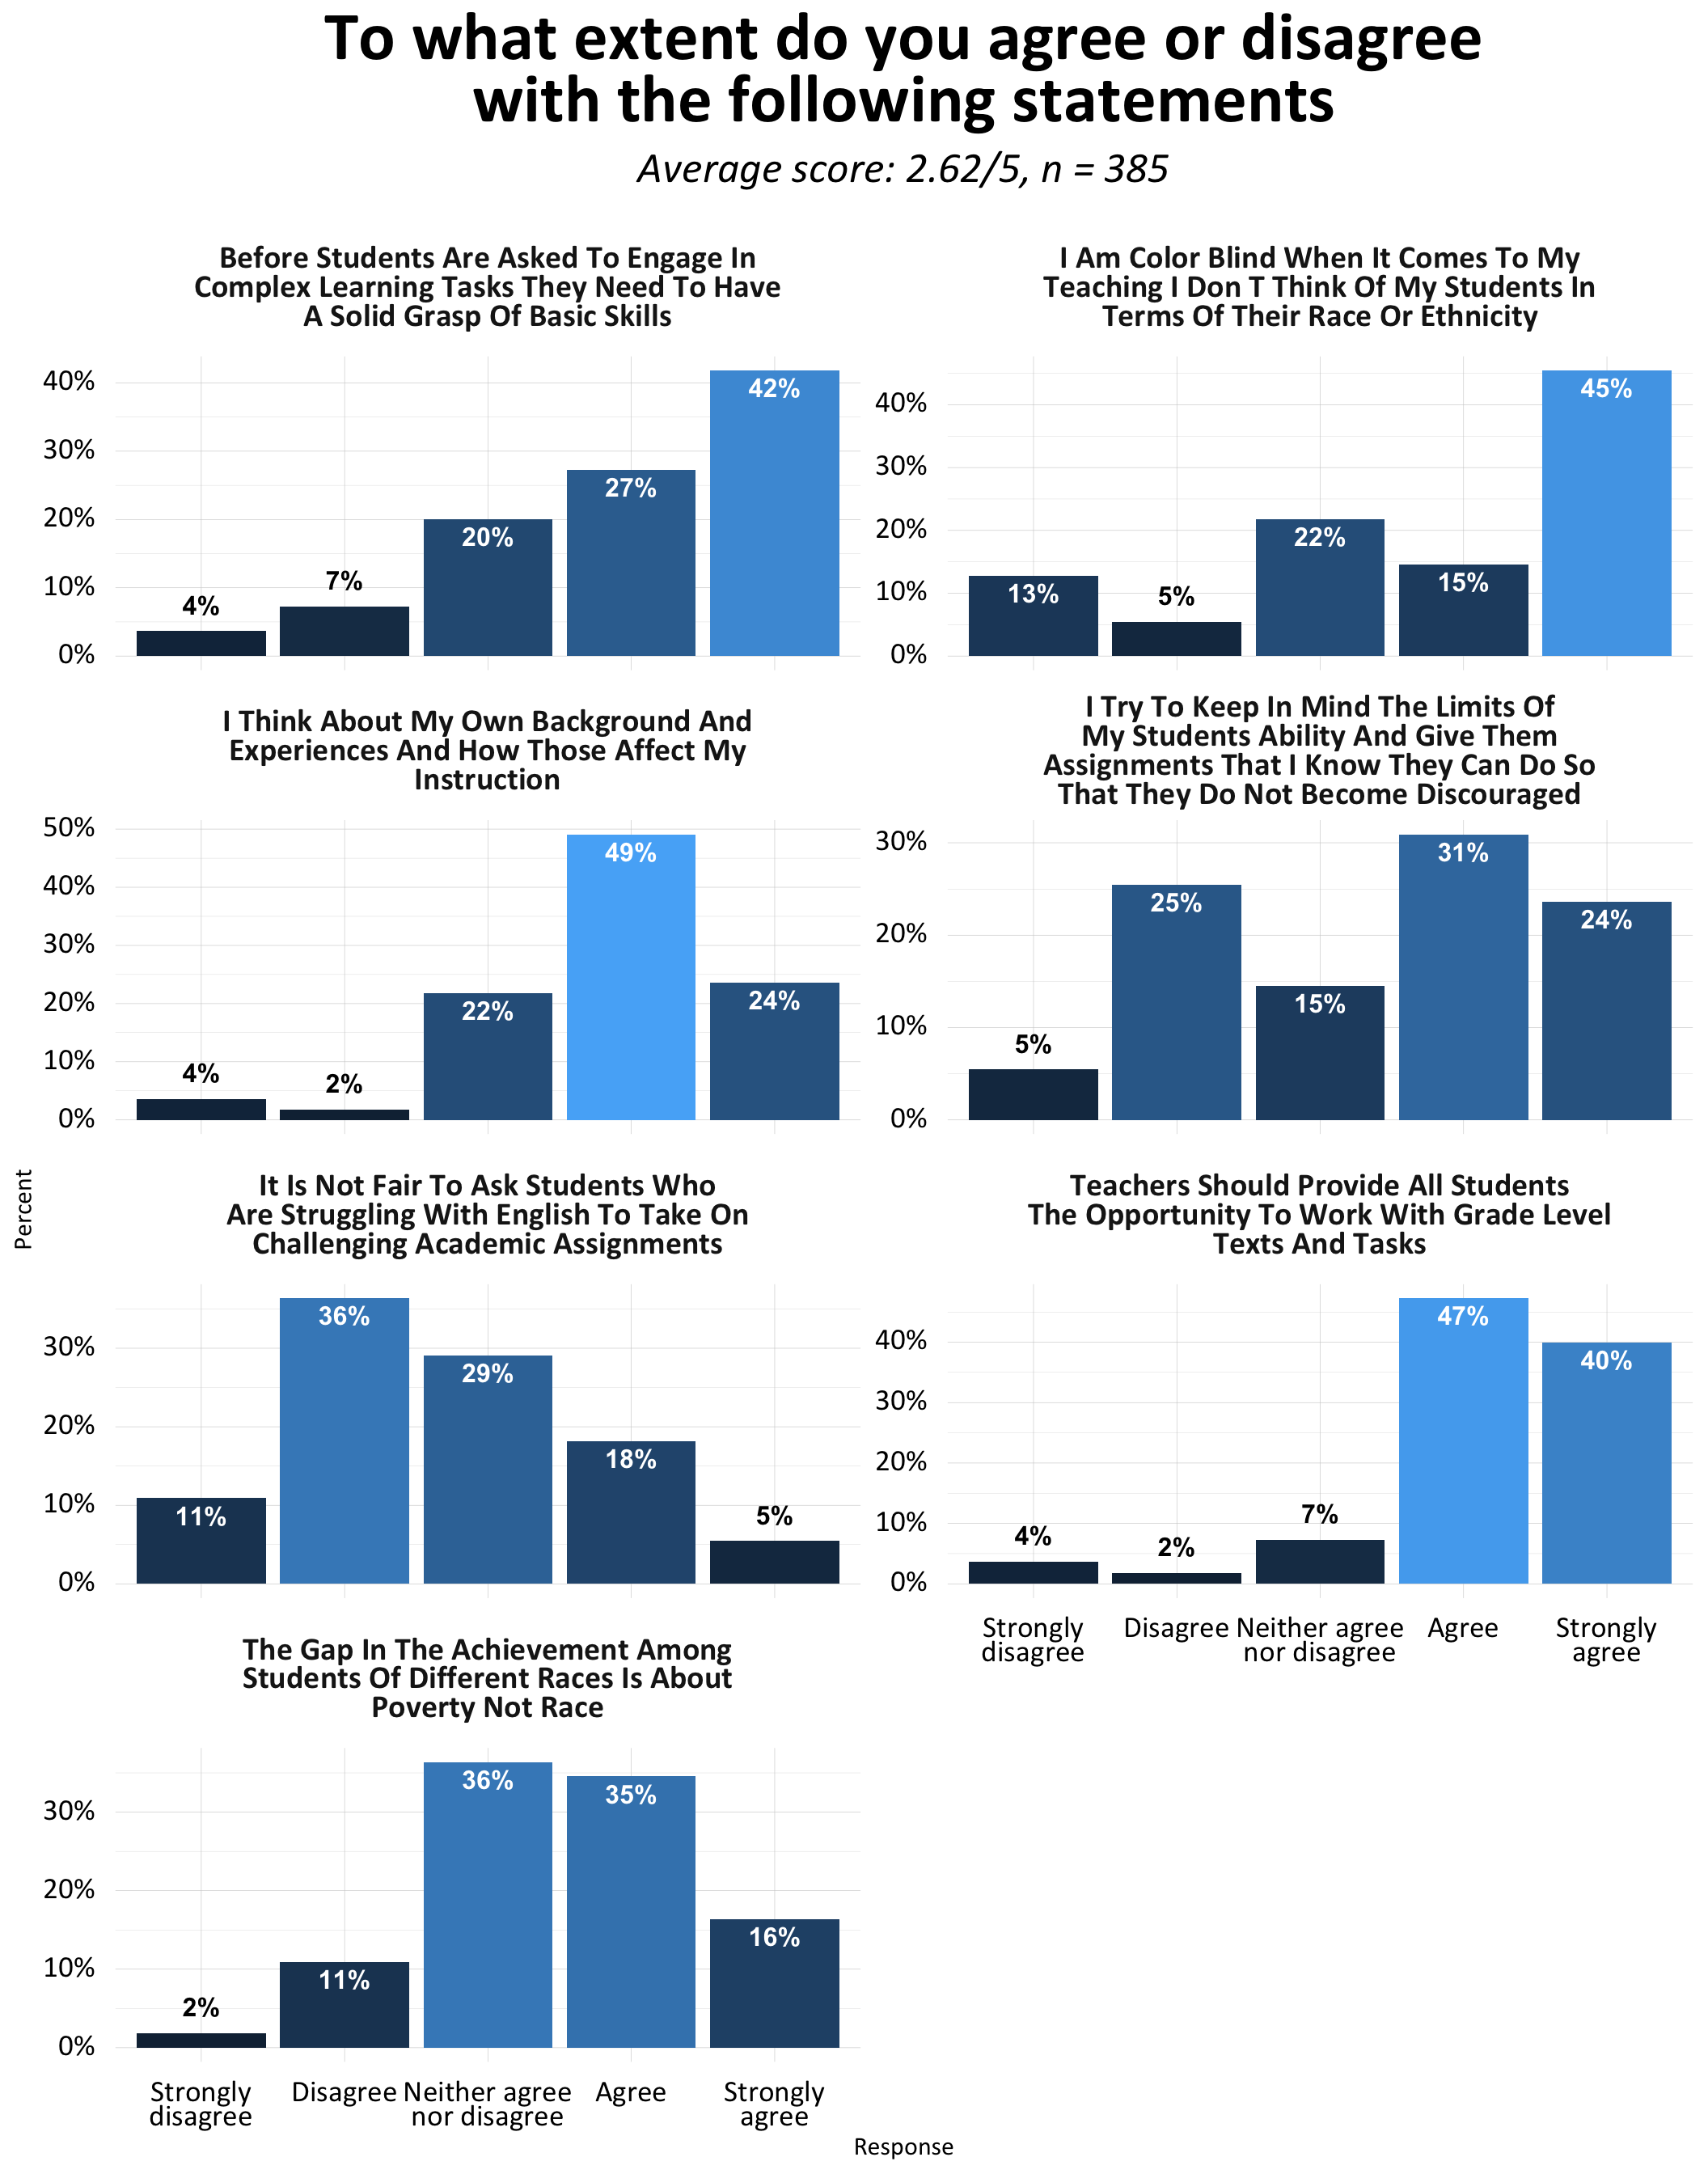 To what extent do you agree or disagree
with the following statements
Average score: 2.62/5, n = 385
Before Students Are Asked To Engage In
Complex Learning Tasks They Need To Have
A Solid Grasp Of Basic Skills
40%
30%
20%
10%
0%
4%
7%
20%
27%
42%
I Am Color Blind When It Comes To My
Teaching I Don T Think Of My Students In
Terms Of Their Race Or Ethnicity
40%
30%
20%
10%
0%
13%
5%
22%
15%
45%
I Think About My Own Background And
Experiences And How Those Affect My
Instruction
50%
40%
30%
20%
10%
0%
4%
2%
22%
49%
24%
I Try To Keep In Mind The Limits Of
My Students Ability And Give Them
Assignments That I Know They Can Do So
That They Do Not Become Discouraged
30%
20%
10%
0%
5%
25%
15%
31%
24%
Percent
It Is Not Fair To Ask Students Who
Are Struggling With English To Take On
Challenging Academic Assignments
30%
20%
10%
0%
11%
36%
29%
18%
5%
Teachers Should Provide All Students
The Opportunity To Work With Grade Level
Texts And Tasks
40%
30%
20%
10%
0%
4%
2%
7%
47%
40%
Strongly
disagree
Disagree
Neither agree
nor disagree
Agree
Strongly
agree
The Gap In The Achievement Among
Students Of Different Races Is About
Poverty Not Race
30%
20%
10%
0%
2%
11%
36%
35%
16%
Strongly
disagree
Disagree
Neither agree
nor disagree
Agree
Strongly
agree
Response